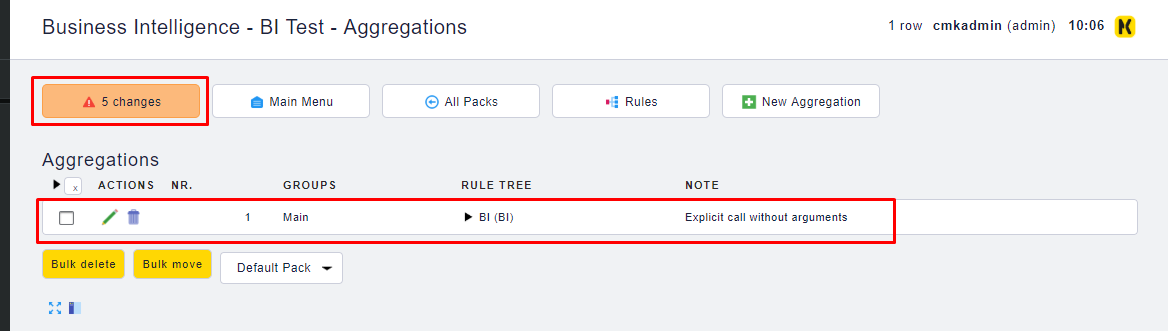 Business Intelligence - BI Test - Aggregations
1 row cmkadmin (admin) 10:06
5 changes Main Menu All Packs Rules New Aggregation
Aggregations
x ACTIONS NR. GROUPS RULE TREE NOTE
1 Main BI (BI) Explicit call without arguments
Bulk delete Bulk move Default Pack